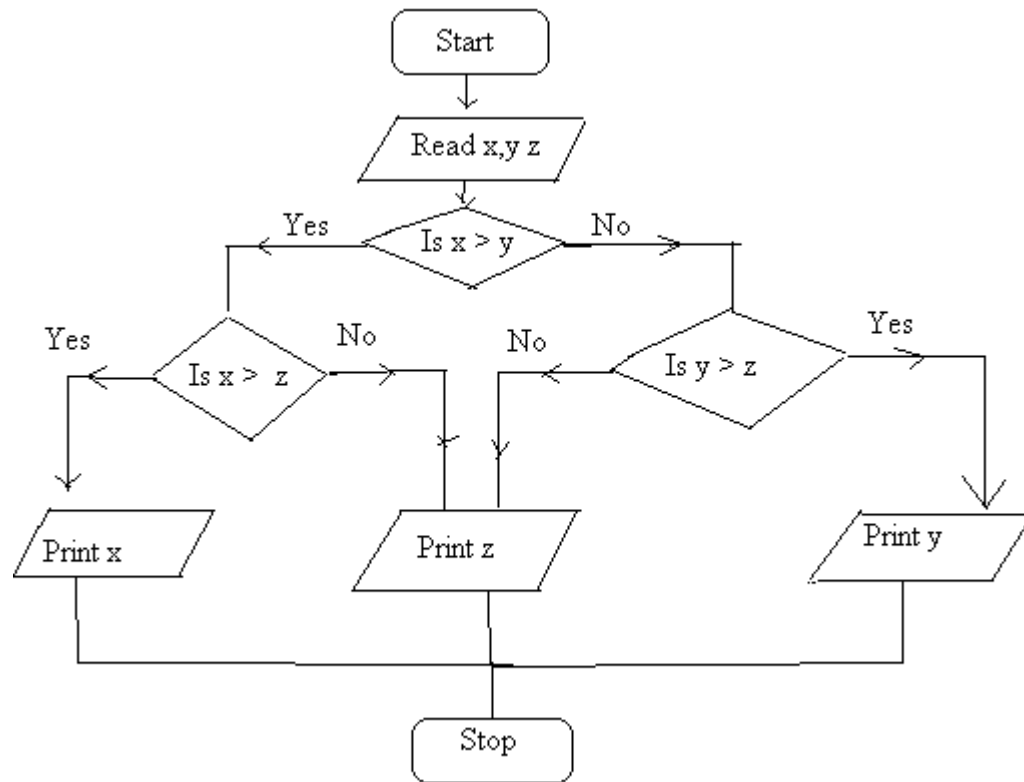 Start
Read x,y z
Is x > y
Yes
No
Is x > z
Yes
No
Is y > z
No
Yes
Print x
Print z
Print y
Stop